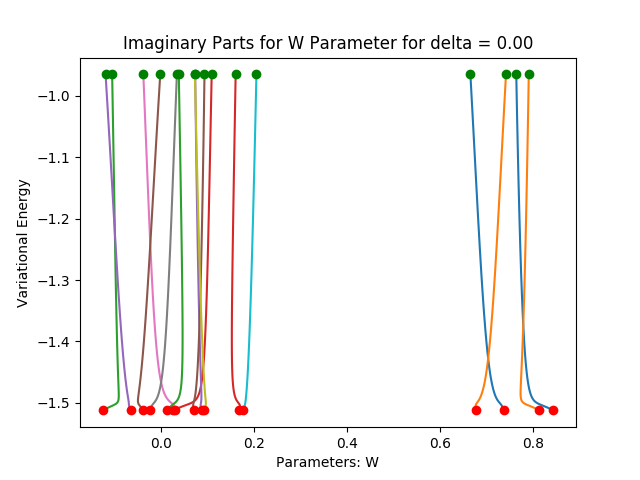 Imaginary Parts for W Parameter for delta = 0.00
Variational Energy
−1.0
−1.1
−1.2
−1.3
−1.4
−1.5
0.0 0.2 0.4 0.6 0.8
Parameters: W